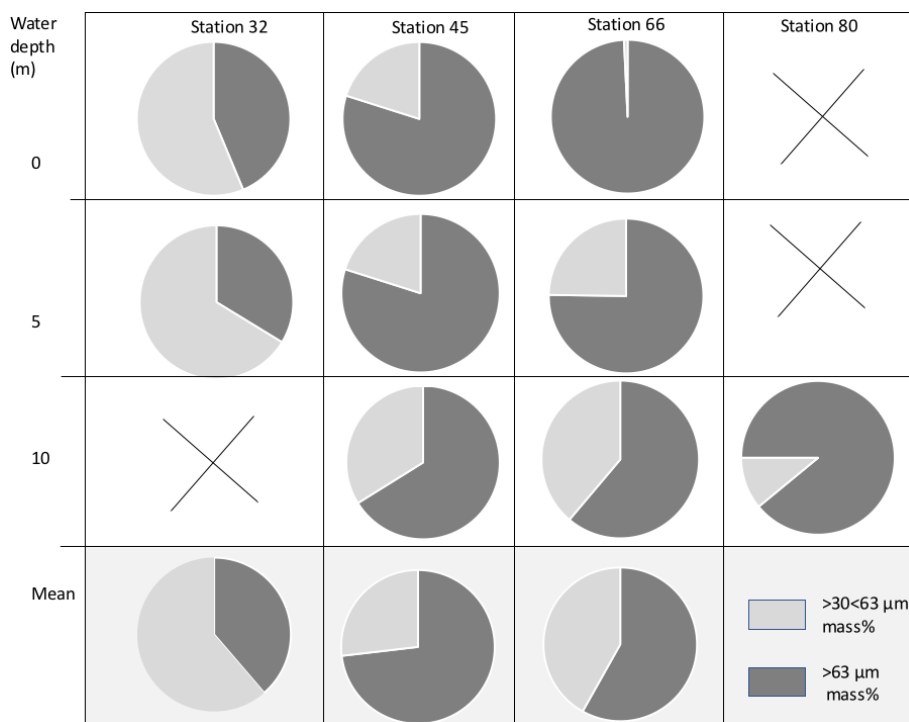 Water
depth
(m)
Station 32
Station 45
Station 66
Station 80
0
5
10
Mean
>30<63 μm
mass%
>63 μm
mass%